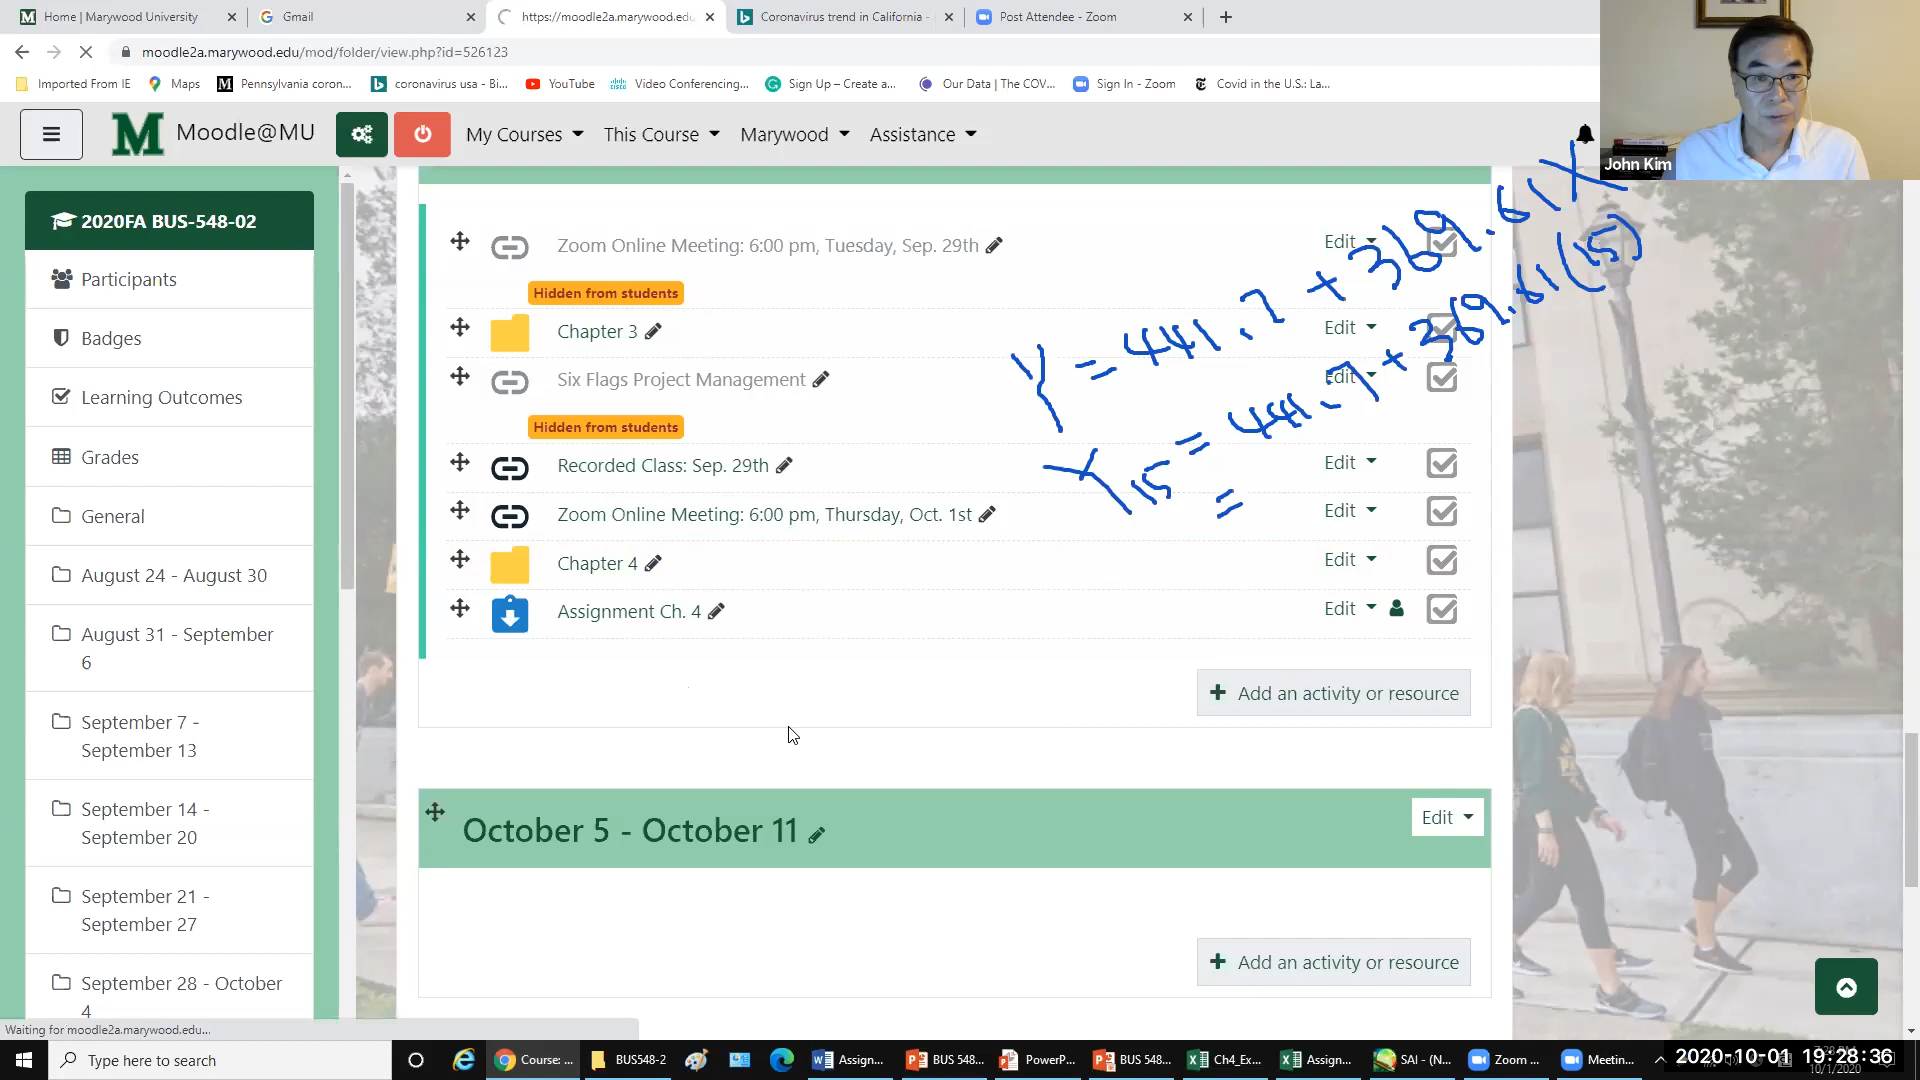 Home | Marywood University
Gmail
https://moodle2a.marywood.edu
Coronavirus trend in California -
Post Attendee - Zoom
moodle2a.marywood.edu/mod/folder/view.php?id=526123
Imported From IE
Maps
Pennsylvania coron...
coronavirus usa - Bi...
YouTube
Video Conferencing...
Sign Up – Create a...
Our Data | The COV...
Sign In - Zoom
Covid in the U.S.: La...
John Kim
M Moodle@MU
My Courses
This Course
Marywood
Assistance
2020FA BUS-548-02
Participants
Badges
Learning Outcomes
Grades
General
August 24 - August 30
August 31 - September
6
September 7 -
September 13
September 14 -
September 20
September 21 -
September 27
September 28 - October
4
Zoom Online Meeting: 6:00 pm, Tuesday, Sep. 29th
Edit
Hidden from students
Chapter 3
Edit
Six Flags Project Management
Edit
Hidden from students
Recorded Class: Sep. 29th
Edit
Zoom Online Meeting: 6:00 pm, Thursday, Oct. 1st
Edit
Chapter 4
Edit
Assignment Ch. 4
Edit
Y = 441.7 + 369.61X
Y15 = 441.7 + 369.61(15)
=
+ Add an activity or resource
October 5 - October 11
Edit
+ Add an activity or resource
Waiting for moodle2a.marywood.edu...
Type here to search
Course: ...
BUS548-2
Assign...
BUS 548...
PowerP...
BUS 548...
Ch4_Ex...
Assign...
SAI - (N...
Zoom ...
Meetin...
2020-10-01 19:28:36
10/1/2020